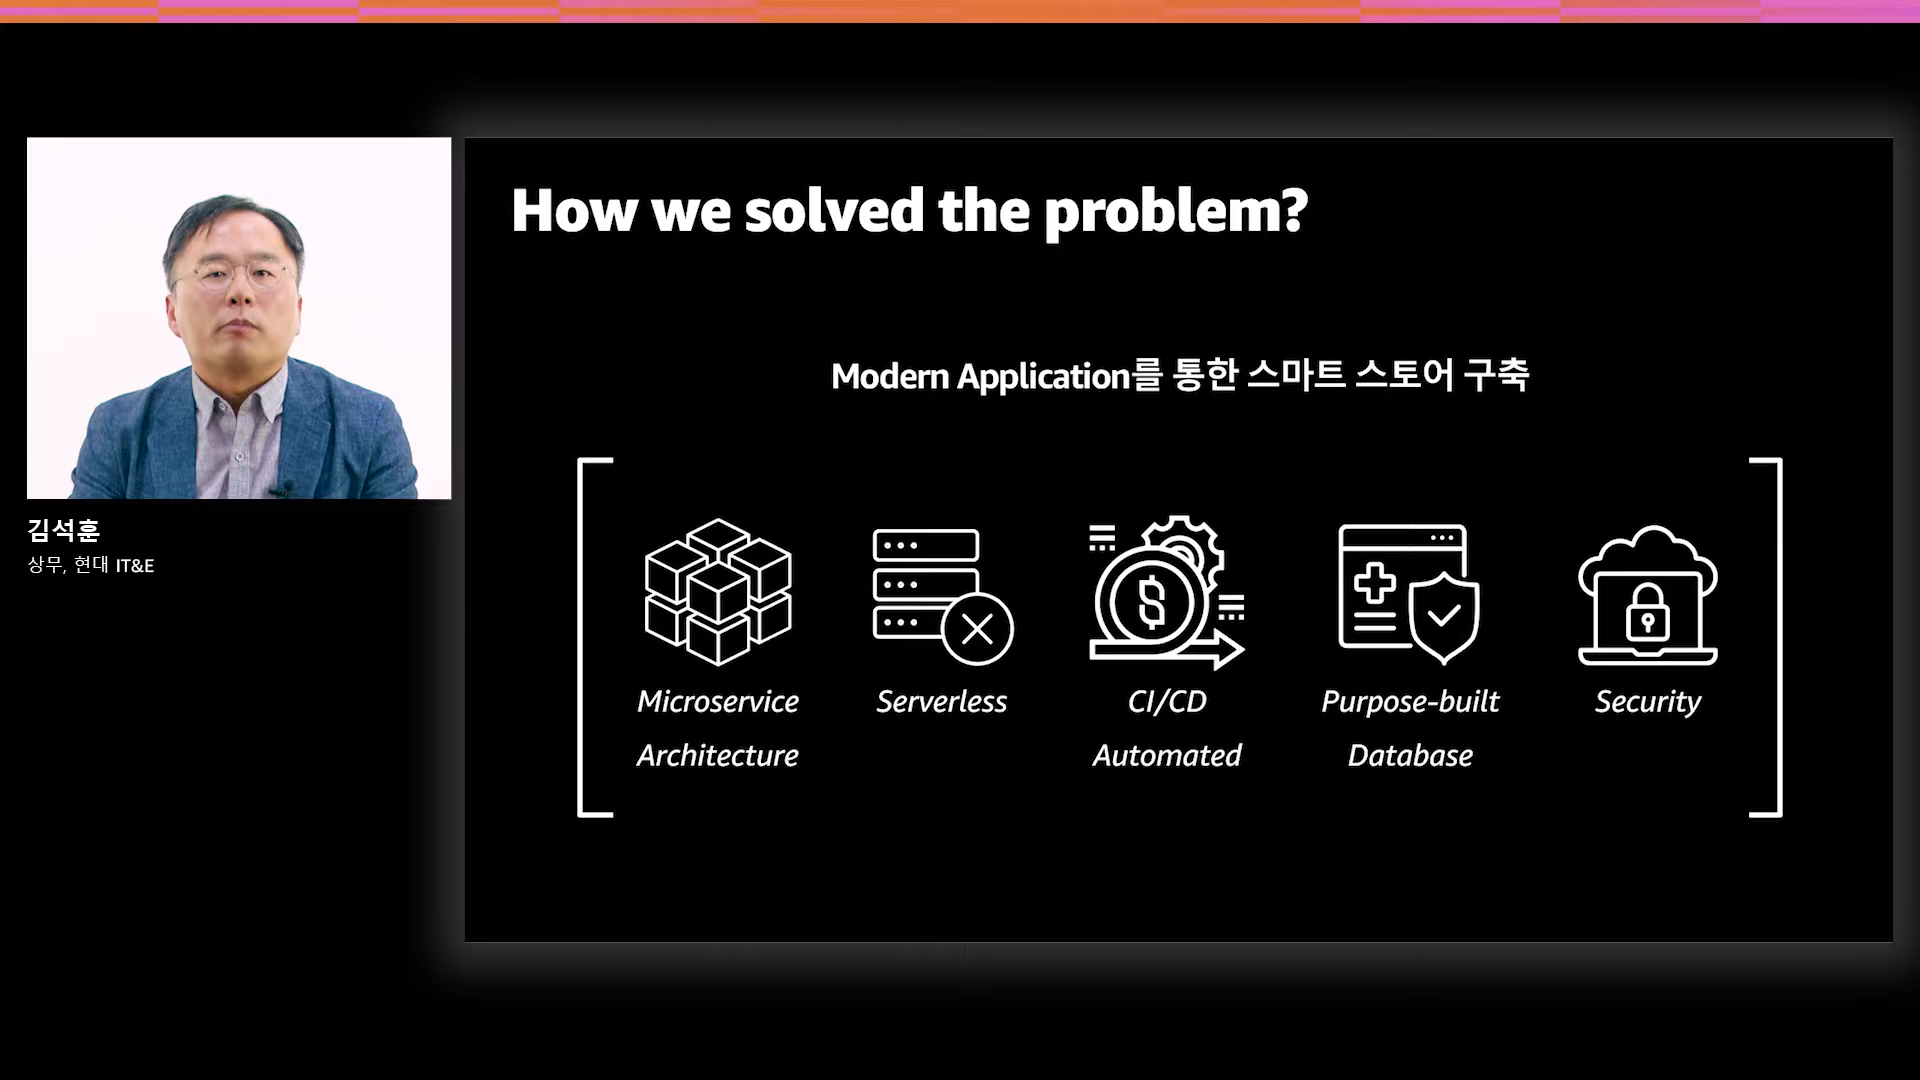 김석훈
상무, 현대 IT&E
How we solved the problem?
Modern Application를 통한 스마트 스토어 구축
Microservice
Architecture
Serverless
CI/CD
Automated
Purpose-built
Database
Security